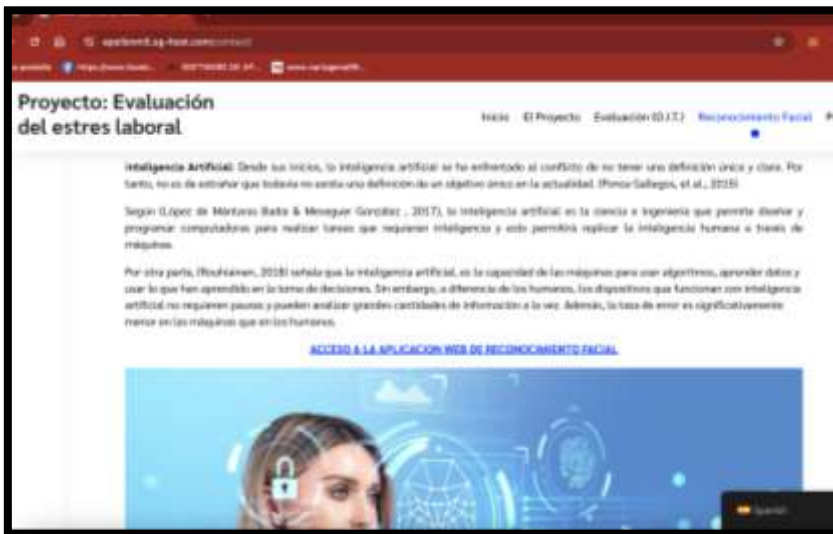 Proyecto: Evaluación
del estres laboral
Inicio El Proyecto Evaluación (O.I.T.) Reconocimiento Facial
Inteligencia Artificial: Desde sus inicios, la inteligencia artificial se ha enfrentado al conflicto de no tener una definición única y clara. Por
tanto, no es de extrañar que todavía no exista una definición de un objetivo único en la actualidad. (Ponce Gallegos, et al., 2015)
Según (López de Mántaras Badia & Meseguer González , 2017), la inteligencia artificial es la ciencia e ingeniería que permite diseñar y
programar computadoras para realizar tareas que requieren inteligencia y esto permitirá replicar la inteligencia humana a través de
máquinas.
Por otra parte, (Rouhiainen, 2018) señala que la inteligencia artificial, es la capacidad de las máquinas para usar algoritmos, aprender datos y
usar lo que han aprendido en la toma de decisiones. Sin embargo, a diferencia de los humanos, los dispositivos que funcionan con inteligencia
artificial no requieren pausas y pueden analizar grandes cantidades de información a la vez. Además, la tasa de error es significativamente
menor en las máquinas que en los humanos.
ACCESO A LA APLICACION WEB DE RECONOCIMIENTO FACIAL
Spanish